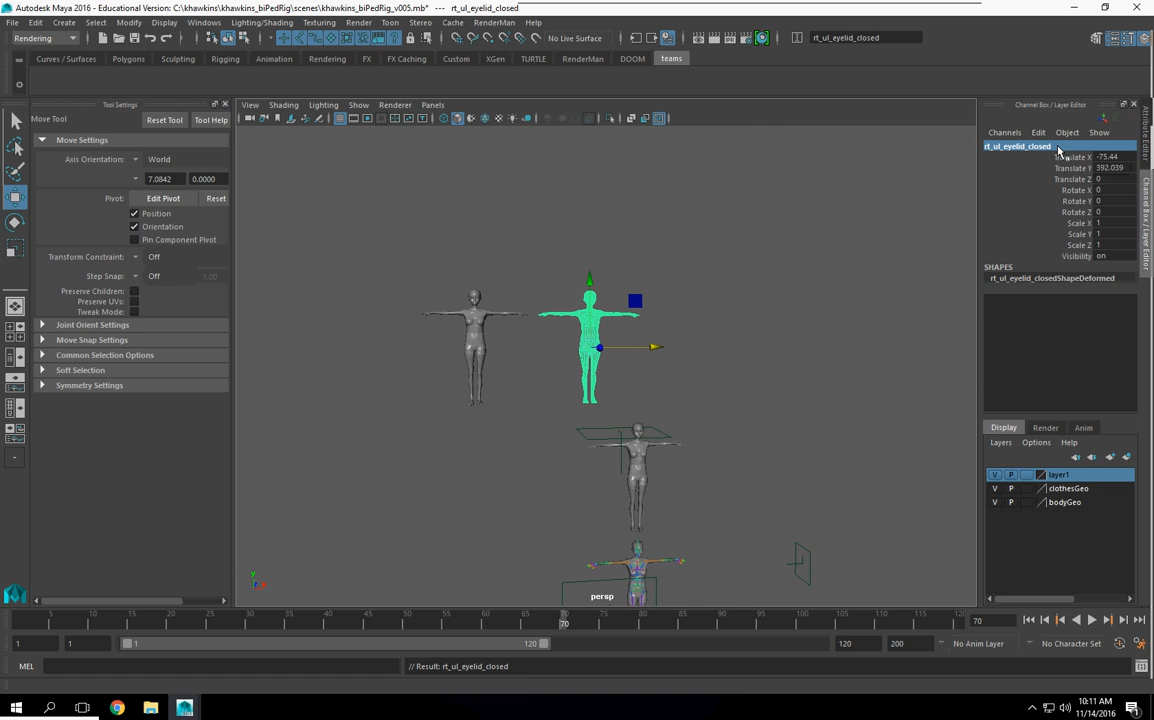 Autodesk Maya 2016 - Educational Version: C:\khawkins\khawkins_biPedRig\scenes\khawkins_biPedRig_v005.mb*  ---  rt_ul_eyelid_closed
File Edit Create Select Modify Display Windows Lighting/Shading Texturing Render Toon Stereo Cache RenderMan Help
Rendering No Live Surface rt_ul_eyelid_closed
Curves / Surfaces Polygons Sculpting Rigging Animation Rendering FX FX Caching Custom XGen TURTLE RenderMan DOOM teams
Tool Settings
Move Tool Reset Tool Tool Help
Move Settings
Axis Orientation: World
7.0842 0.0000
Pivot: Edit Pivot Reset
Position
Orientation
Pin Component Pivot
Transform Constraint: Off
Step Snap: Off 1.00
Preserve Children:
Preserve UVs:
Tweak Mode:
Joint Orient Settings
Move Snap Settings
Common Selection Options
Soft Selection
Symmetry Settings
View Shading Lighting Show Renderer Panels
persp
Channel Box / Layer Editor
Channels Edit Object Show
rt_ul_eyelid_closed
Translate X -75.44
Translate Y 392.039
Translate Z 0
Rotate X 0
Rotate Y 0
Rotate Z 0
Scale X 1
Scale Y 1
Scale Z 1
Visibility on
SHAPES
rt_ul_eyelid_closedShapeDeformed
Display Render Anim
Layers Options Help
V P layer1
V P clothesGeo
V P bodyGeo
Attribute Editor
Channel Box / Layer Editor
5 10 15 20 25 30 35 40 45 50 55 60 65 70 75 80 85 90 95 100 105 110 115 120
70 70
1 1 1 120 120 200 No Anim Layer No Character Set
MEL // Result: rt_ul_eyelid_closed
10:11 AM
11/14/2016